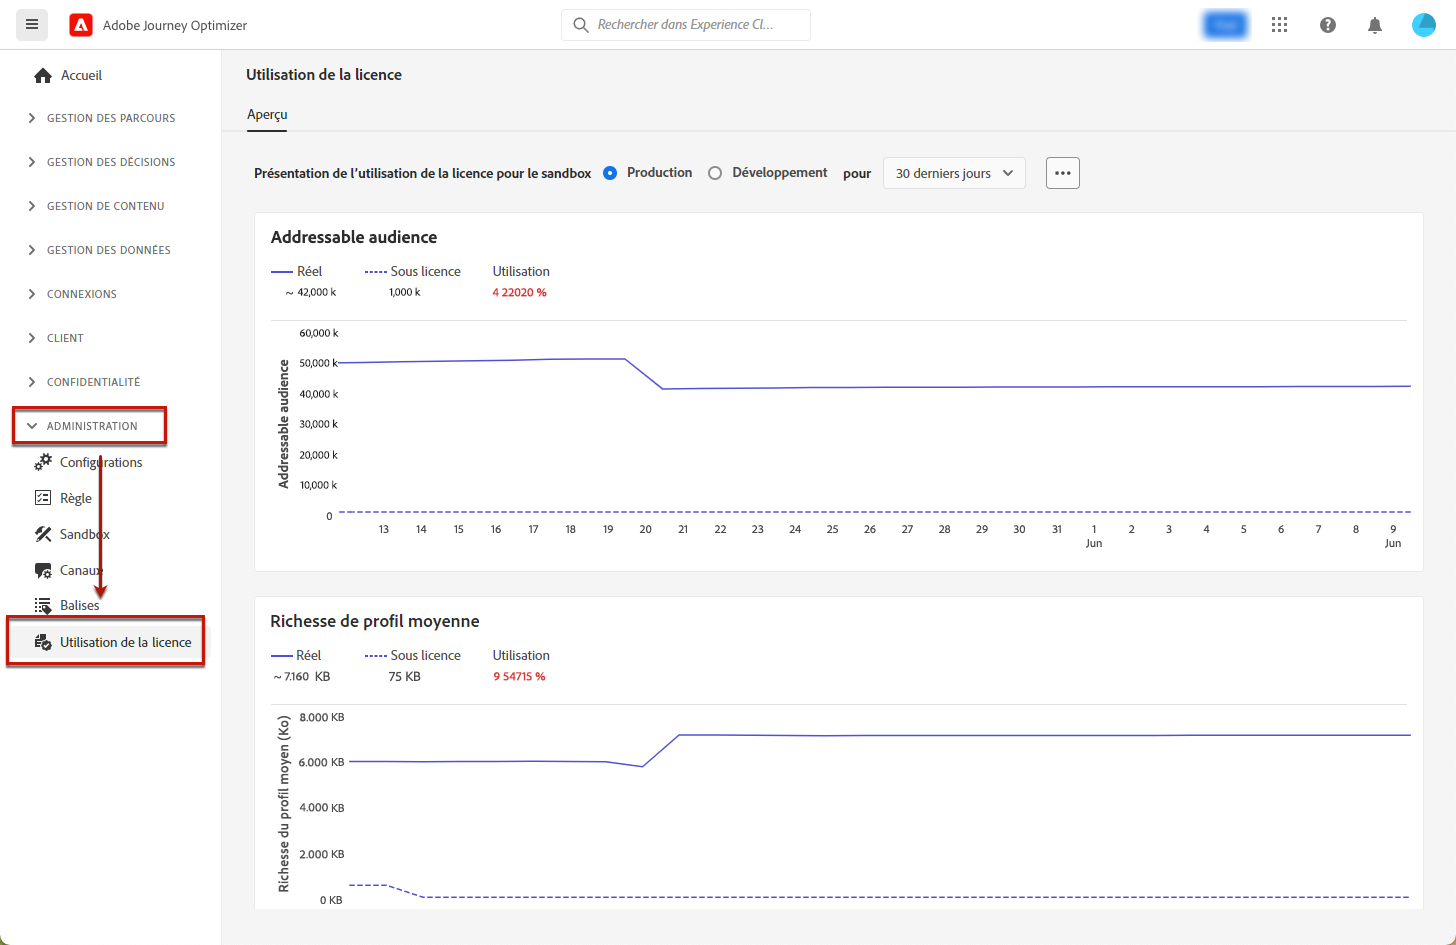 Adobe Journey Optimizer
Rechercher dans Experience Cl...
Accueil
GESTION DES PARCOURS
GESTION DES DÉCISIONS
GESTION DE CONTENU
GESTION DES DONNÉES
CONNEXIONS
CLIENT
CONFIDENTIALITÉ
ADMINISTRATION
Configurations
Règle
Sandbox
Canaux
Balises
Utilisation de la licence
Utilisation de la licence
Aperçu
Présentation de l'utilisation de la licence pour le sandbox Production Développement pour 30 derniers jours
Addressable audience
Réel Sous licence Utilisation
~ 42,000 k 1,000 k 4 22020 %
Addressable audience
60,000 k
50,000 k
40,000 k
30,000 k
20,000 k
10,000 k
0
13 14 15 16 17 18 19 20 21 22 23 24 25 26 27 28 29 30 31 1 2 3 4 5 6 7 8 9
Jun Jun
Richesse de profil moyenne
Réel Sous licence Utilisation
~ 7.160 KB 75 KB 9 54715 %
Richesse du profil moyen (Ko)
8.000 KB
6.000 KB
4.000 KB
2.000 KB
0 KB